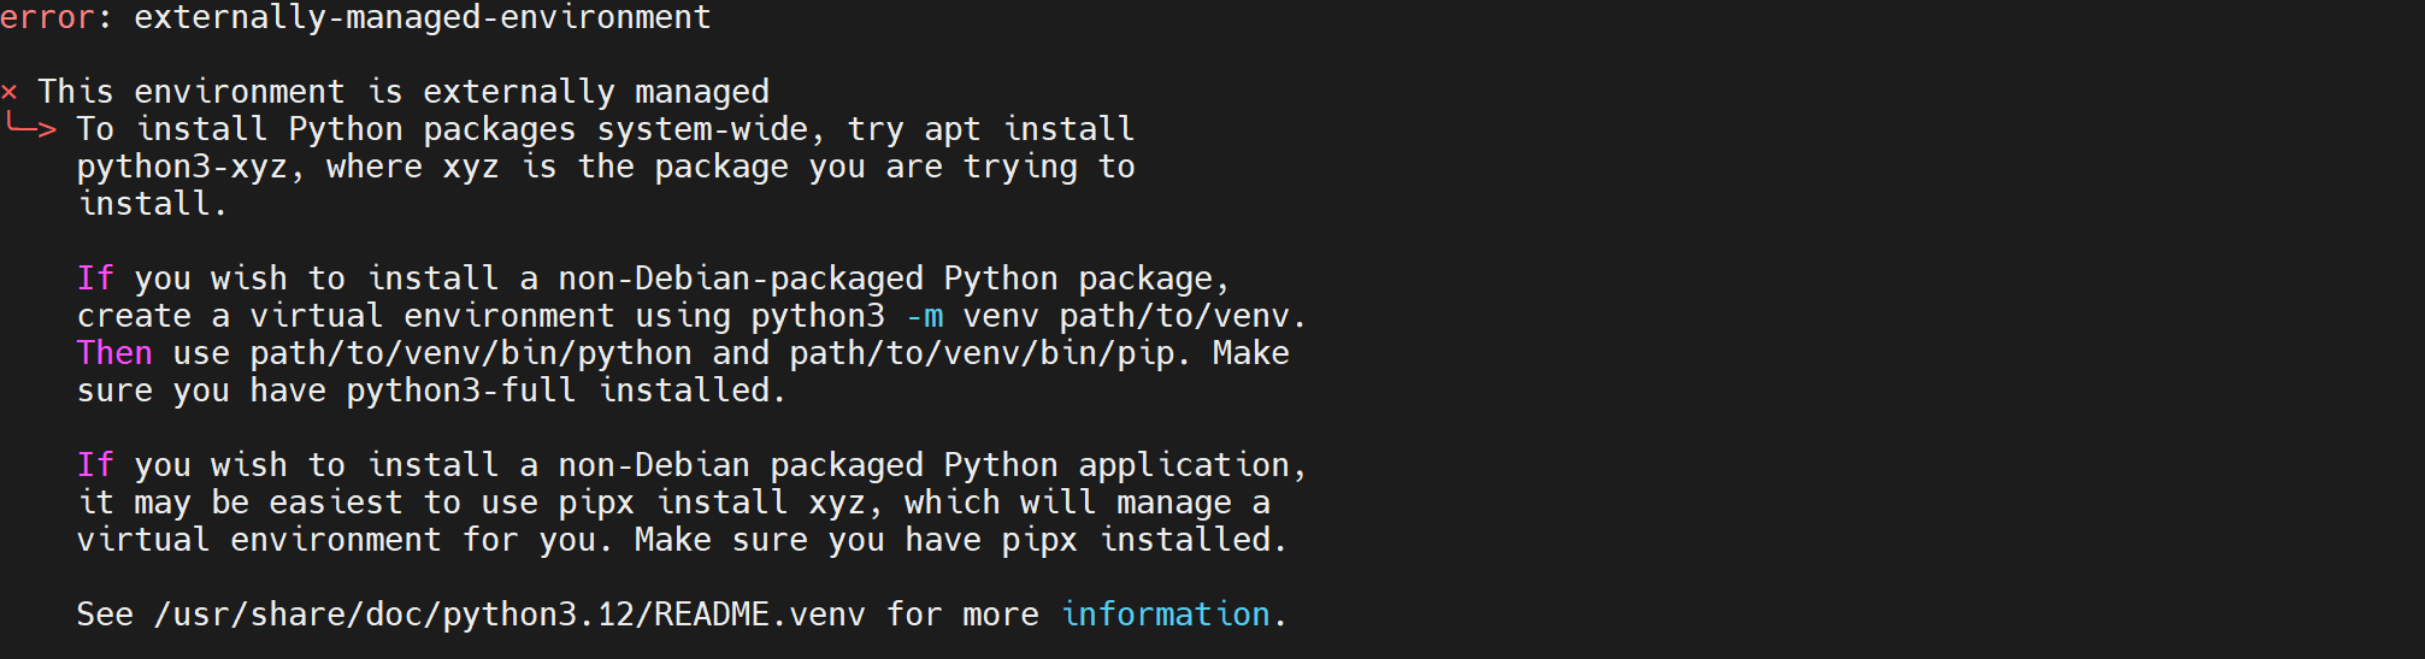 error: externally-managed-environment
× This environment is externally managed
╰─> To install Python packages system-wide, try apt install
python3-xyz, where xyz is the package you are trying to
install.
If you wish to install a non-Debian-packaged Python package,
create a virtual environment using python3 -m venv path/to/venv.
Then use path/to/venv/bin/python and path/to/venv/bin/pip. Make
sure you have python3-full installed.
If you wish to install a non-Debian packaged Python application,
it may be easiest to use pipx install xyz, which will manage a
virtual environment for you. Make sure you have pipx installed.
See /usr/share/doc/python3.12/README.venv for more information.